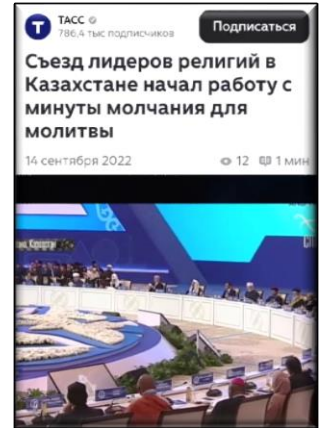 ТАСС
786,4 тыс подписчиков
Подписаться
Съезд лидеров религий в
Казахстане начал работу с
минуты молчания для
молитвы
14 сентября 2022
12
1 мин